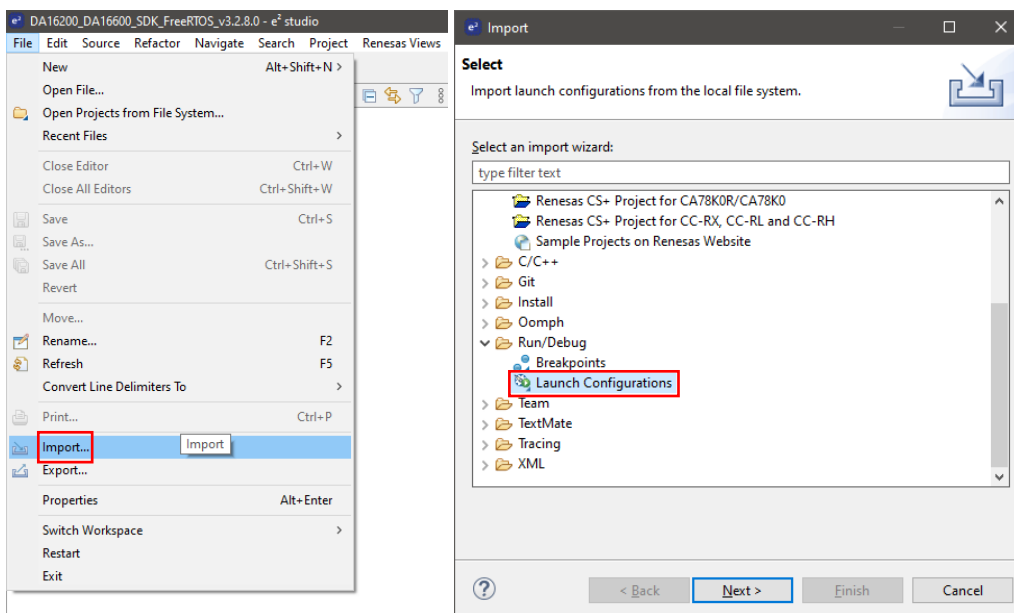 DA16200_DA16600_SDK_FreeRTOS_v3.2.8.0 - e² studio
File Edit Source Refactor Navigate Search Project Renesas Views
New Alt+Shift+N >
Open File...
Open Projects from File System...
Recent Files >
Close Editor Ctrl+W
Close All Editors Ctrl+Shift+W
Save Ctrl+S
Save As...
Save All Ctrl+Shift+S
Revert
Move...
Rename... F2
Refresh F5
Convert Line Delimiters To >
Print... Ctrl+P
Import... Import
Export...
Properties Alt+Enter
Switch Workspace >
Restart
Exit
e² Import
Select
Import launch configurations from the local file system.
Select an import wizard:
type filter text
Renesas CS+ Project for CA78K0R/CA78K0
Renesas CS+ Project for CC-RX, CC-RL and CC-RH
Sample Projects on Renesas Website
C/C++
Git
Install
Oomph
Run/Debug
Breakpoints
Launch Configurations
Team
TextMate
Tracing
XML
? < Back Next > Finish Cancel